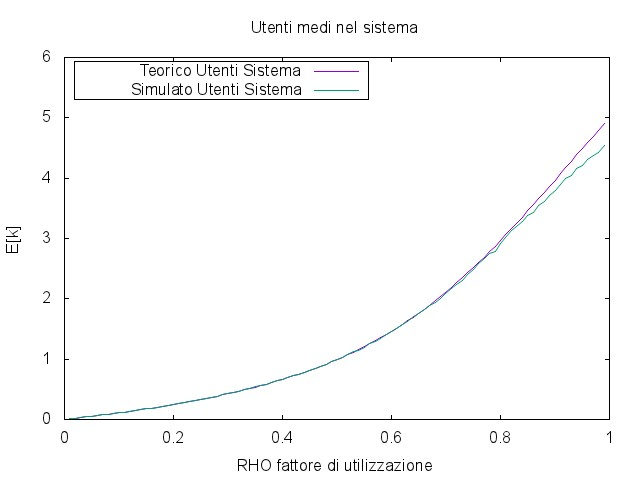 Utenti medi nel sistema
Teorico Utenti Sistema
Simulato Utenti Sistema
E[k]
6
5
4
3
2
1
0
0 0.2 0.4 0.6 0.8 1
RHO fattore di utilizzazione